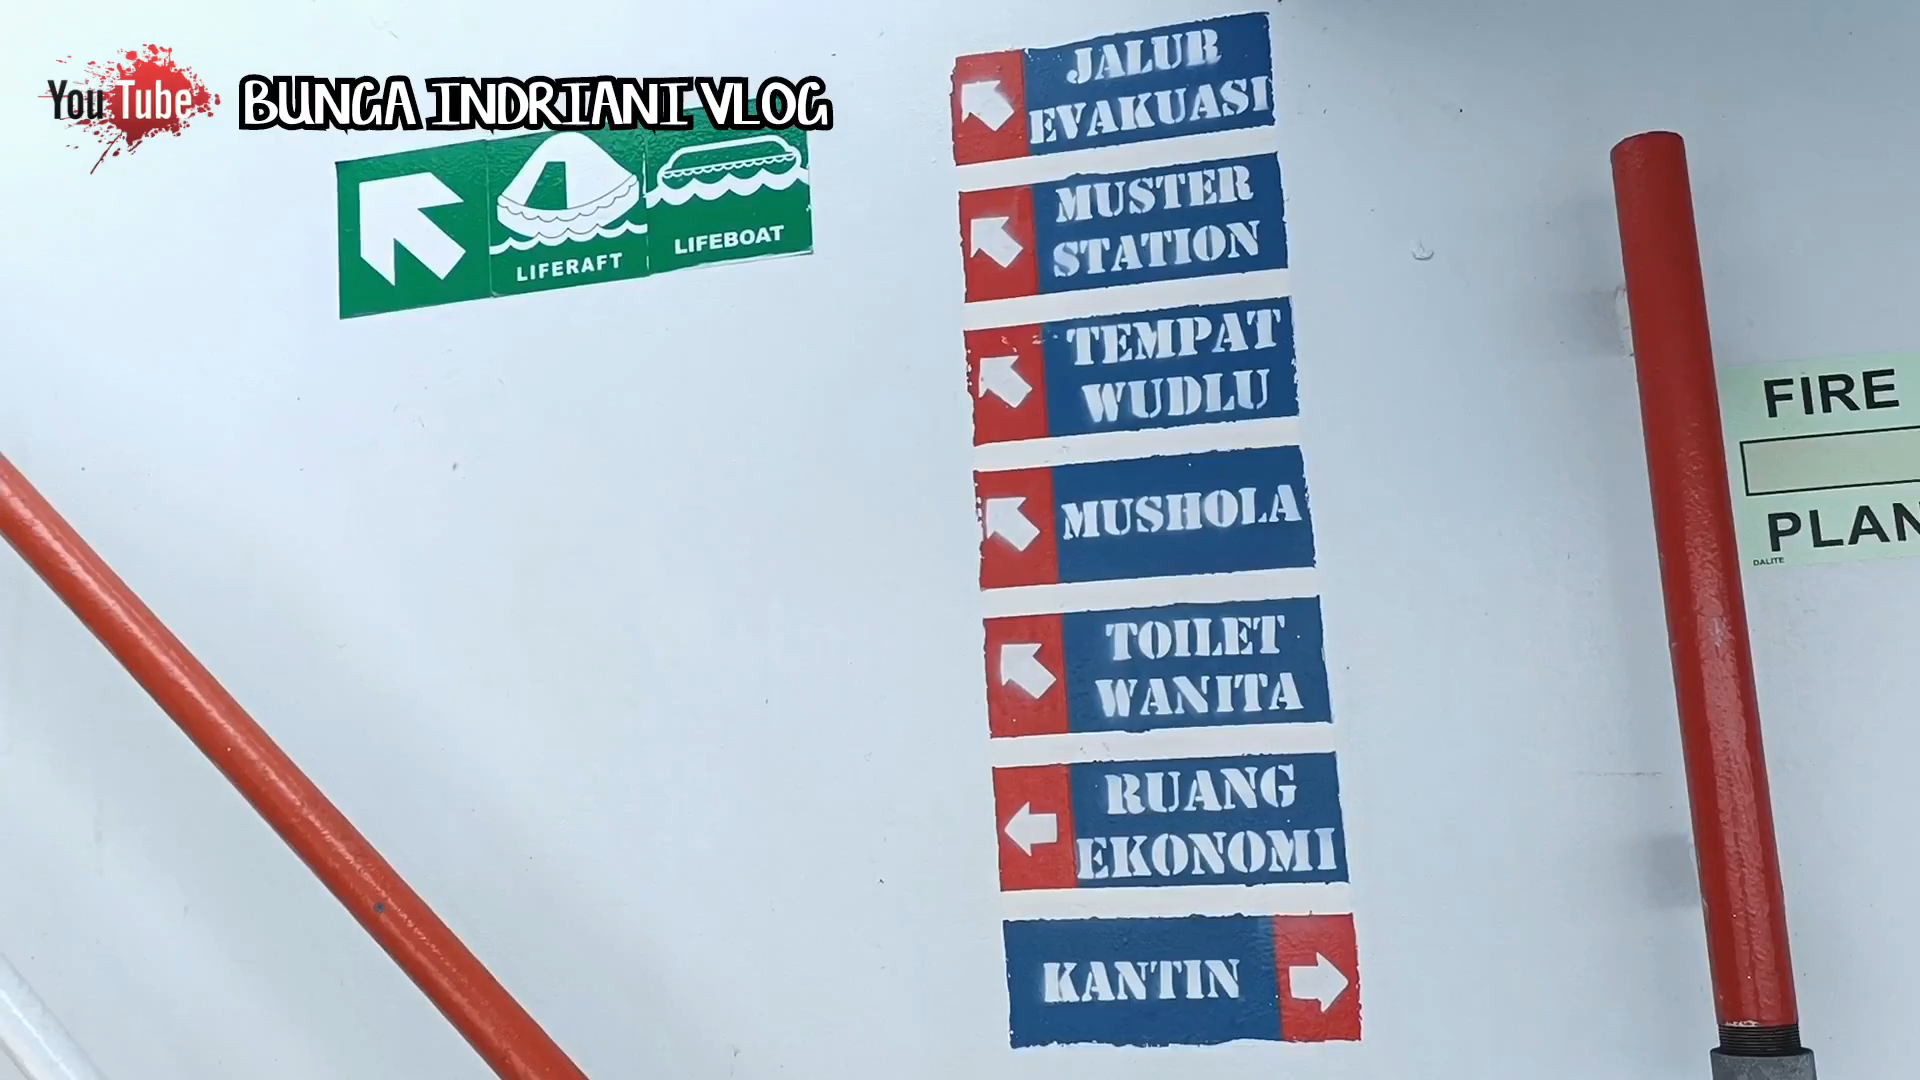 YouTube BUNGA INDRIANI VLOG
LIFERAFT
LIFEBOAT
JALUR
EVAKUASI
MUSTER
STATION
TEMPAT
WUDLU
MUSHOLA
TOILET
WANITA
RUANG
EKONOMI
KANTIN
FIRE
PLAN
DALITE